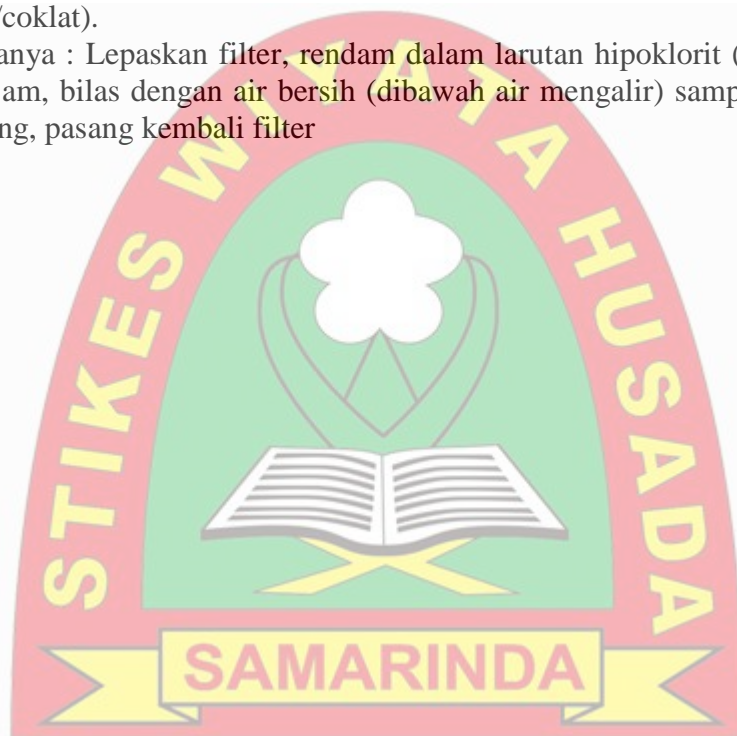 /coklat).
anya : Lepaskan filter, rendam dalam larutan hipoklorit (
am, bilas dengan air bersih (dibawah air mengalir) samp
ng, pasang kembali filter
STIKES WIYATA HUSADA
SAMARINDA